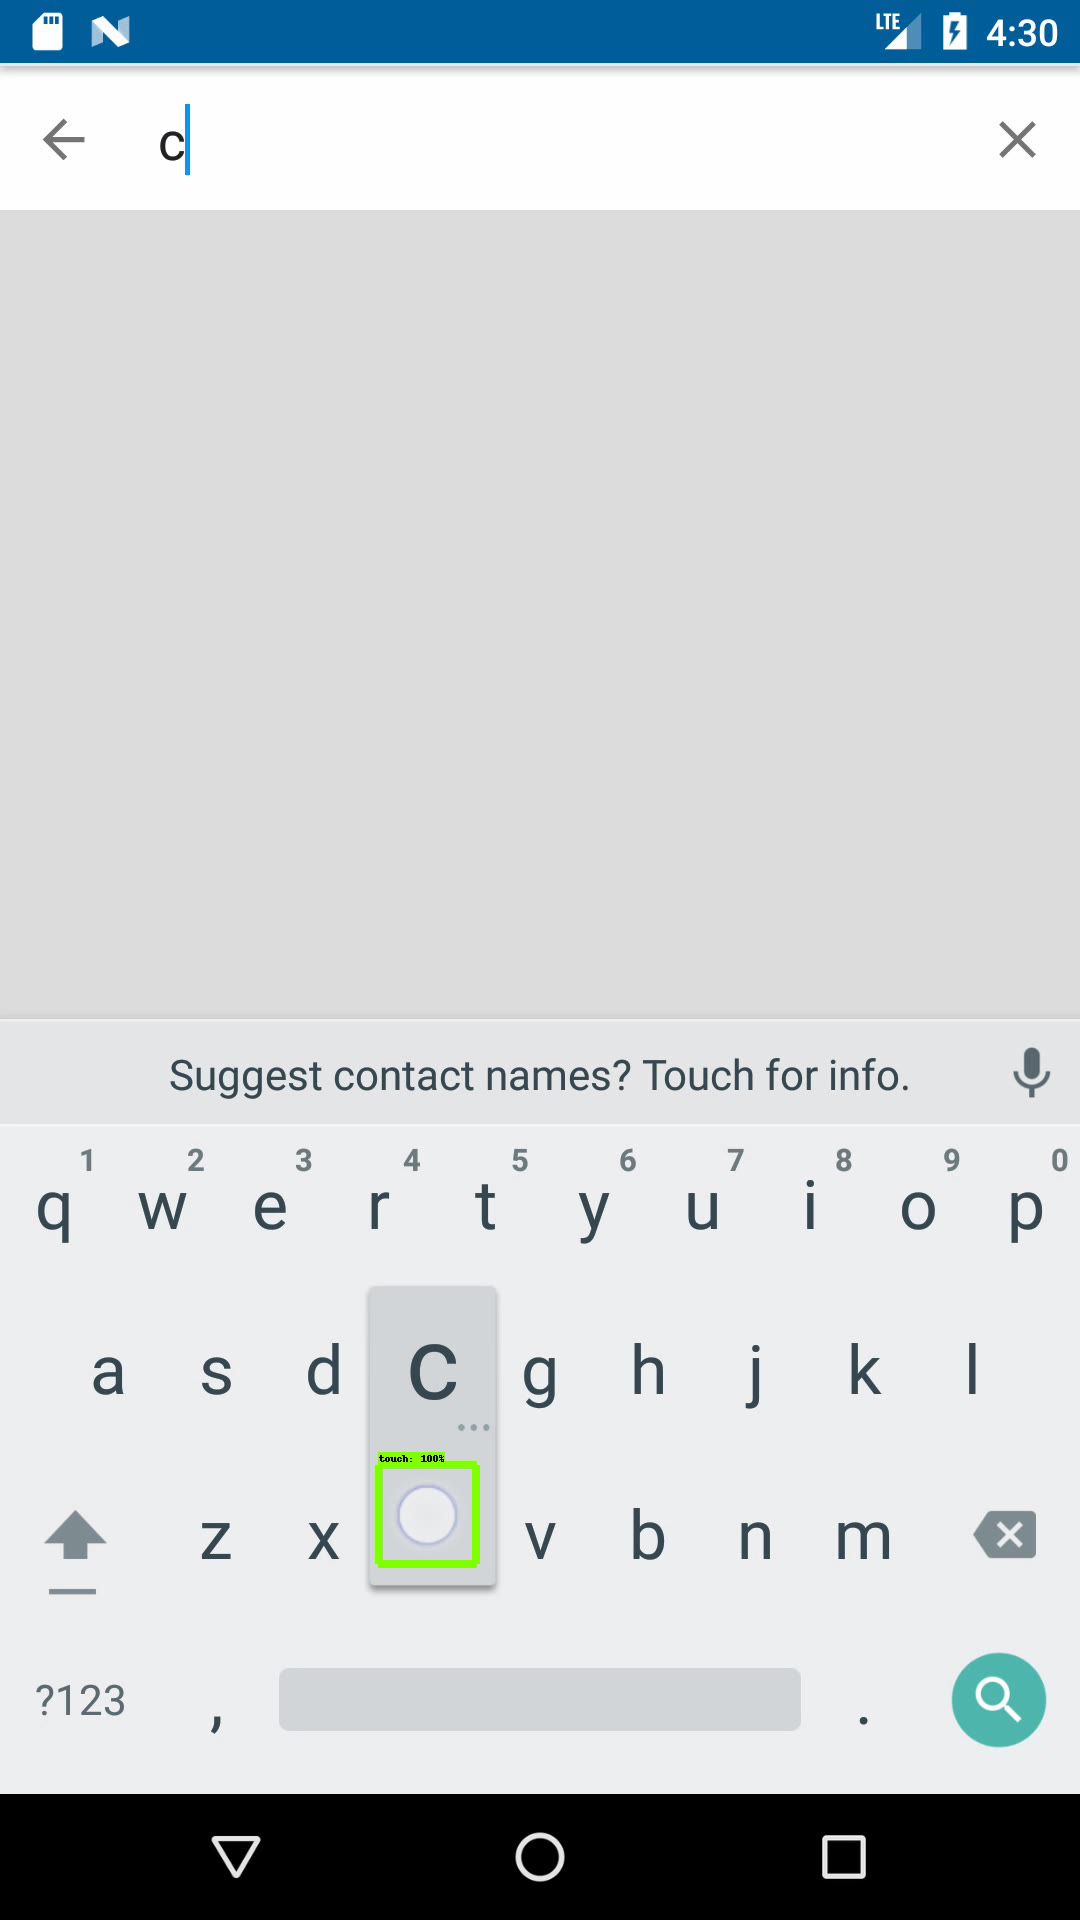 LTE 4:30
c
Suggest contact names? Touch for info.
1 2 3 4 5 6 7 8 9 0
q w e r t y u i o p
a s d c g h j k l
touch: 100%
z x v b n m
?123 , .